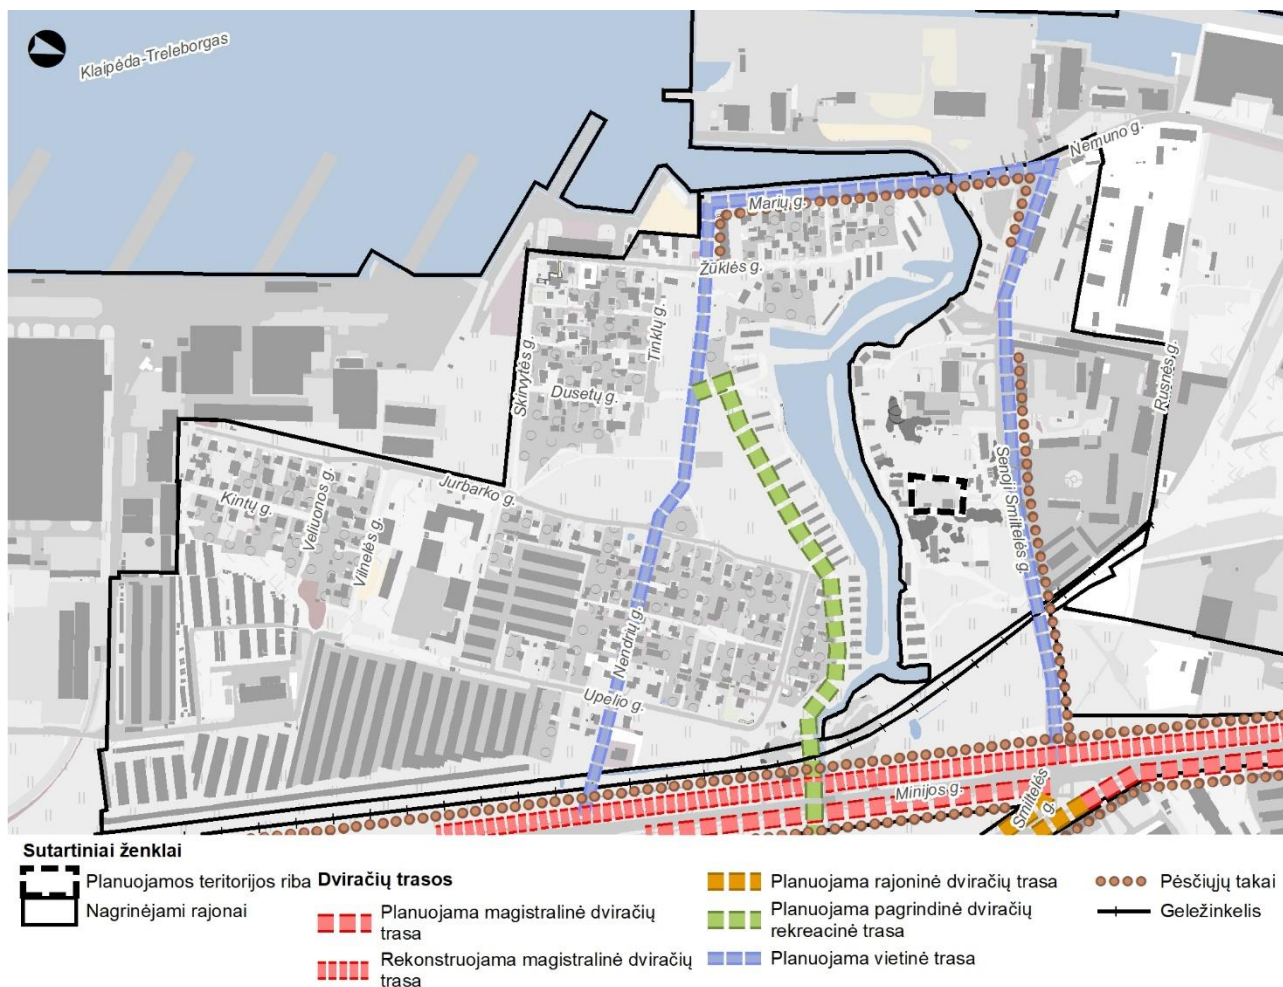 Klaipėda-Treleborgas
Nemuno g.
Marių g.
Žūklės g.
Tinklų g.
Skirvytės g.
Dusetų g.
Rusnės g.
Senoji Smiltelės g.
Jurbarko g.
Kintų g.
Veliuonos g.
Vilnelės g.
Nendrių g.
Upelio g.
Minijos g.
Smiltelės
g.
Sutartiniai ženklai
Planuojamos teritorijos riba
Nagrinėjami rajonai
Dviračių trasos
Planuojama magistralinė dviračių
trasa
Rekonstruojama magistralinė dviračių
trasa
Planuojama rajoninė dviračių trasa
Planuojama pagrindinė dviračių
rekreacinė trasa
Planuojama vietinė trasa
Pėsčiųjų takai
Geležinkelis